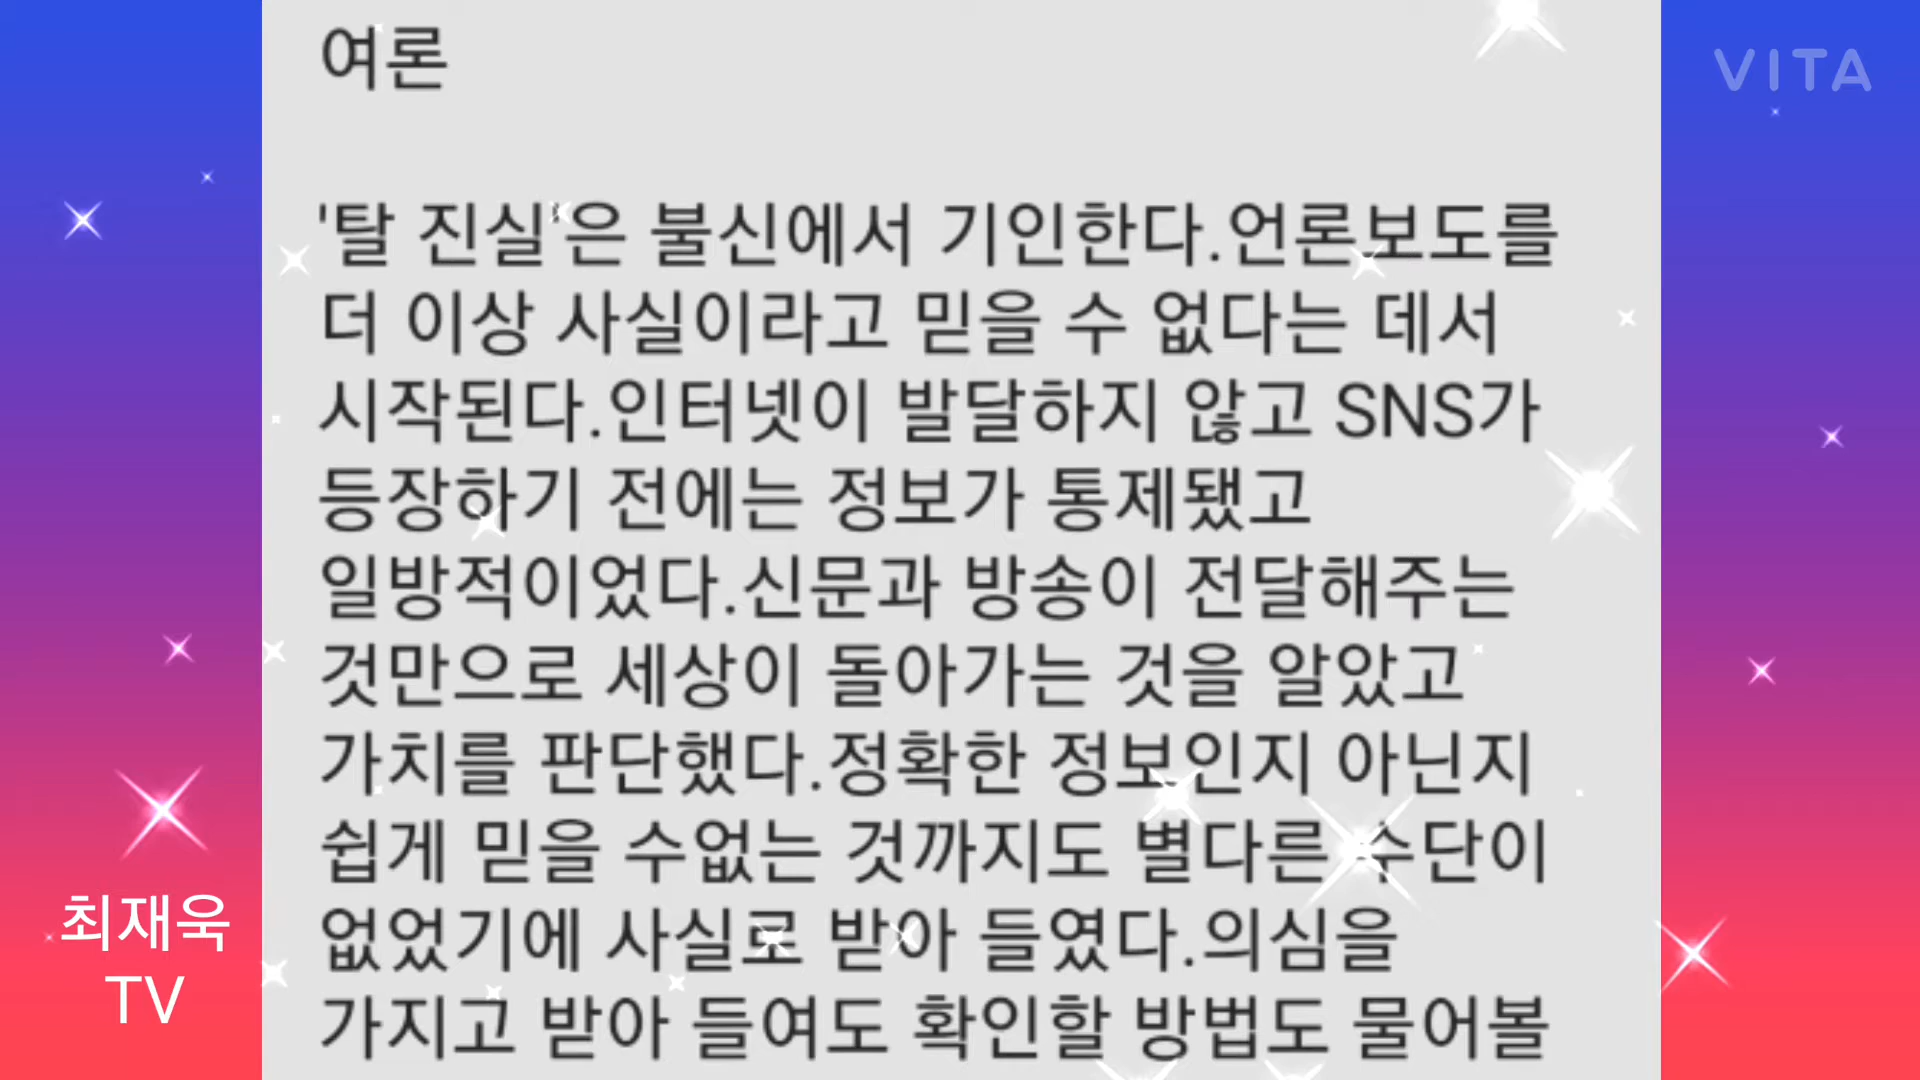 여론
'탈 진실'은 불신에서 기인한다.언론보도를
더 이상 사실이라고 믿을 수 없다는 데서
시작된다.인터넷이 발달하지 않고 SNS가
등장하기 전에는 정보가 통제됐고
일방적이었다.신문과 방송이 전달해주는
것만으로 세상이 돌아가는 것을 알았고
가치를 판단했다.정확한 정보인지 아닌지
쉽게 믿을 수없는 것까지도 별다른 수단이
없었기에 사실로 받아 들였다.의심을
가지고 받아 들여도 확인할 방법도 물어볼
VITA
최재욱
TV